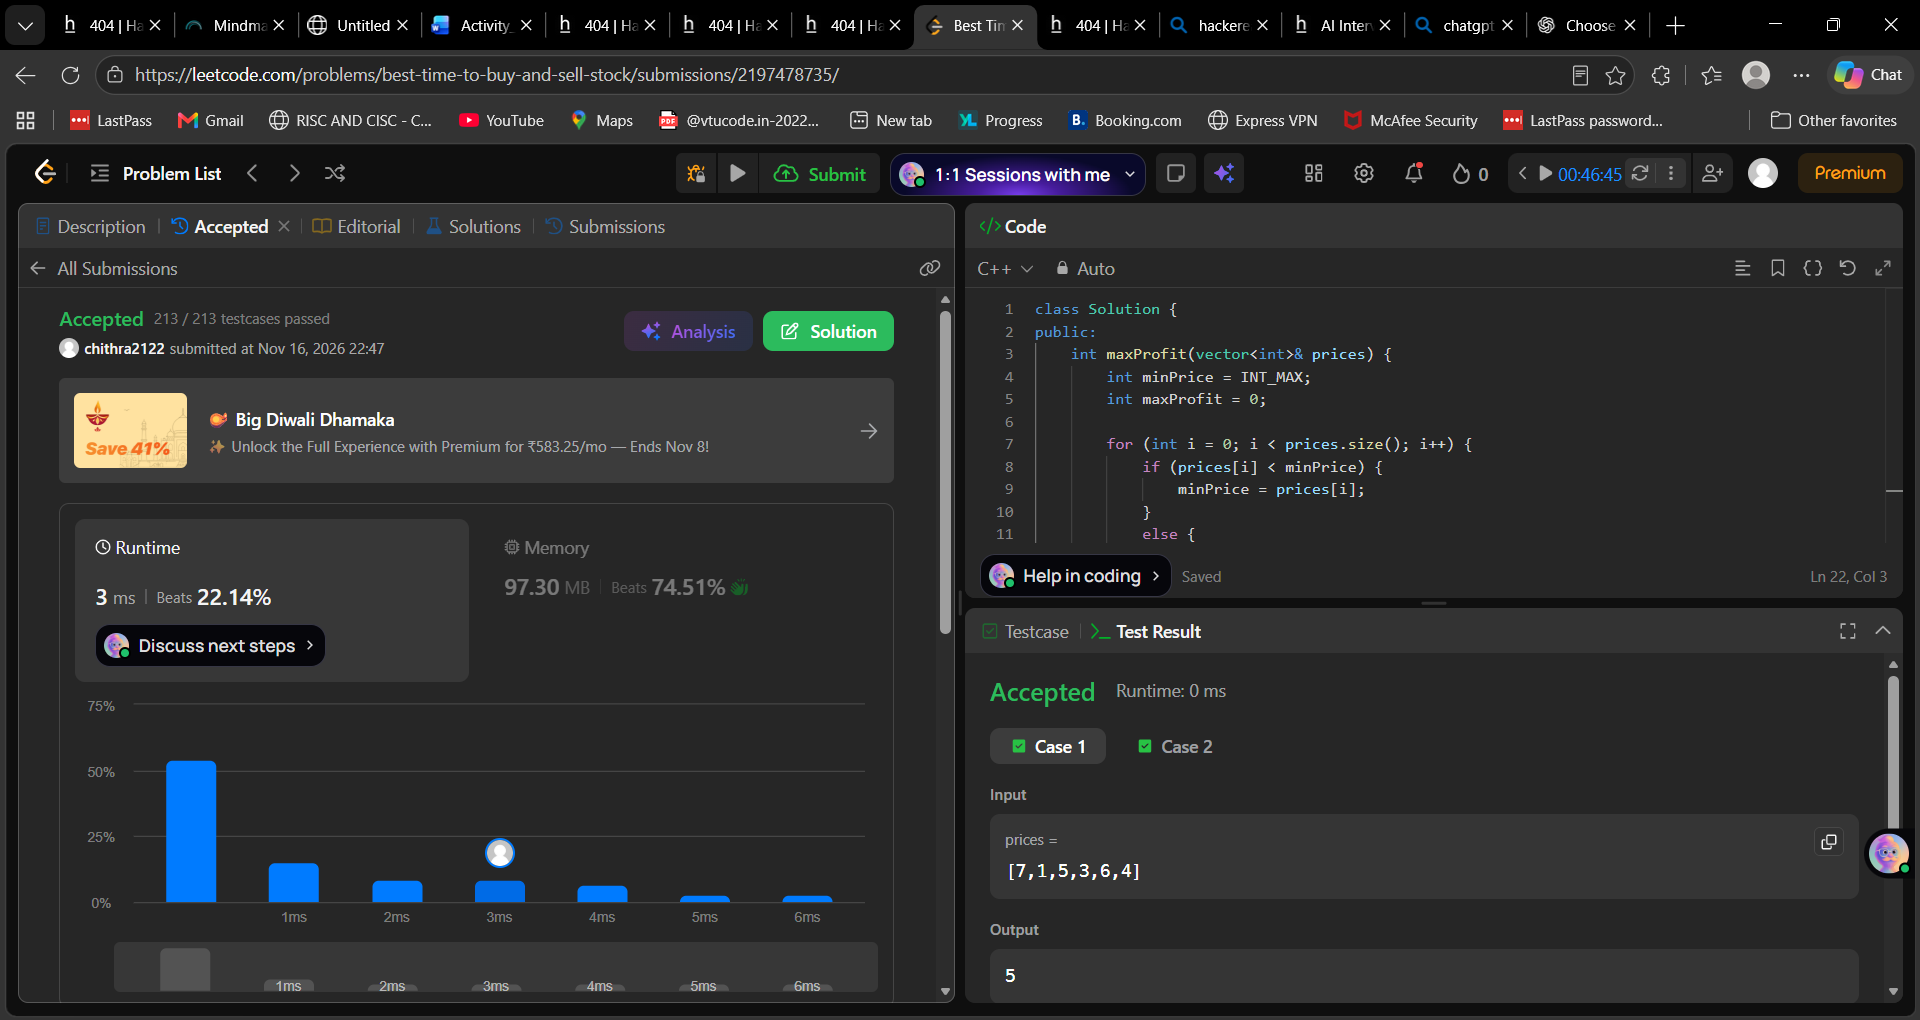 404 | Ha
Mindma
Untitled
Activity_
404 | Ha
404 | Ha
404 | Ha
Best Tim
404 | Ha
hackere
AI Inter
chatgpt
Choose
https://leetcode.com/problems/best-time-to-buy-and-sell-stock/submissions/2197478735/
Chat
LastPass
Gmail
RISC AND CISC - C...
YouTube
Maps
@vtucode.in-2022...
New tab
Progress
Booking.com
Express VPN
McAfee Security
LastPass password...
Other favorites
Problem List
Submit
1:1 Sessions with me
0
00:46:45
Premium
Description
Accepted
Editorial
Solutions
Submissions
All Submissions
Accepted 213 / 213 testcases passed
chithra2122 submitted at Nov 16, 2026 22:47
Analysis
Solution
Save 41%
Big Diwali Dhamaka
Unlock the Full Experience with Premium for ₹583.25/mo — Ends Nov 8!
Runtime
3 ms | Beats 22.14%
Discuss next steps
Memory
97.30 MB | Beats 74.51%
75%
50%
25%
0%
1ms 2ms 3ms 4ms 5ms 6ms
1ms 2ms 3ms 4ms 5ms 6ms
</> Code
C++
Auto
1 class Solution {
2 public:
3 int maxProfit(vector<int>& prices) {
4 int minPrice = INT_MAX;
5 int maxProfit = 0;
6
7 for (int i = 0; i < prices.size(); i++) {
8 if (prices[i] < minPrice) {
9 minPrice = prices[i];
10 }
11 else {
Help in coding
Saved
Ln 22, Col 3
Testcase
Test Result
Accepted Runtime: 0 ms
Case 1
Case 2
Input
prices =
[7,1,5,3,6,4]
Output
5